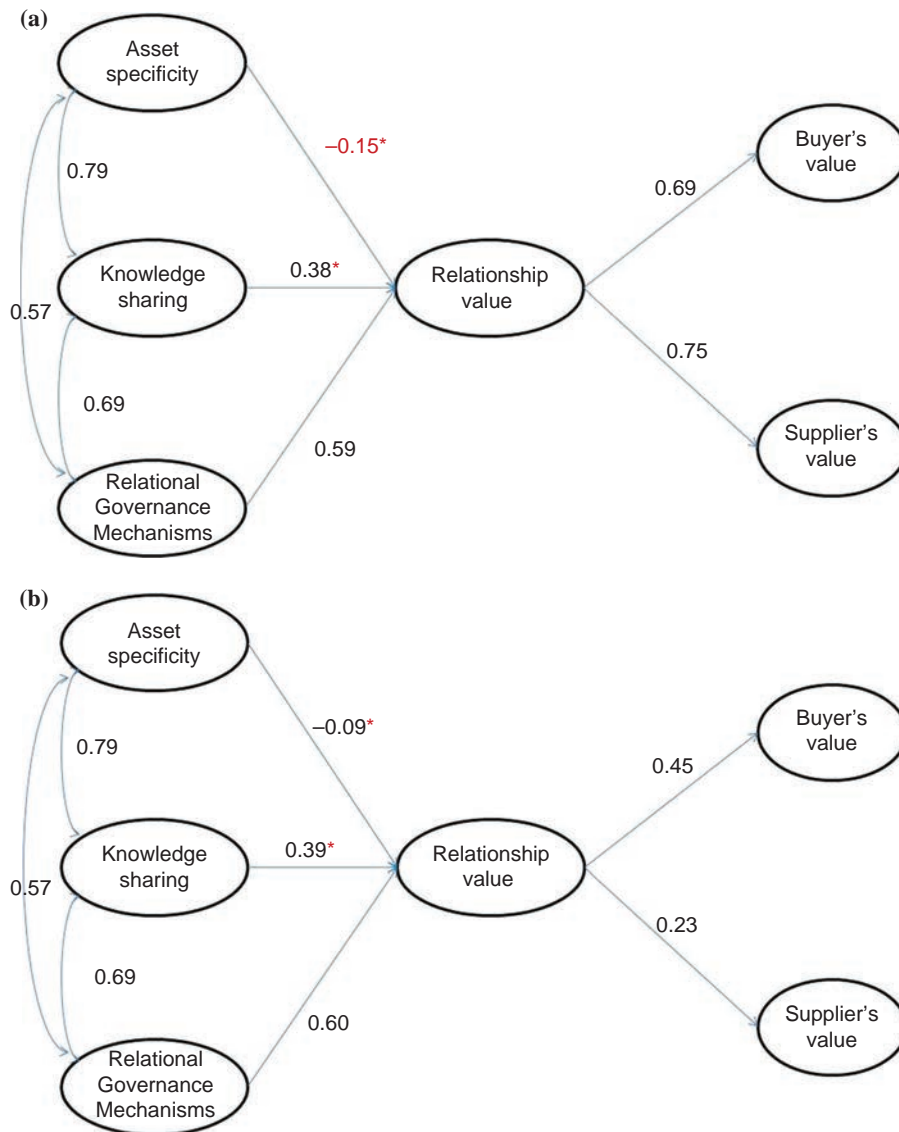 (a)
Asset
specificity
–0.15*
Buyer's
value
0.79
0.69
Knowledge
sharing
0.38*
Relationship
value
0.57
0.75
0.69
0.59
Supplier's
value
Relational
Governance
Mechanisms
(b)
Asset
specificity
–0.09*
Buyer's
value
0.79
0.45
Knowledge
sharing
0.39*
Relationship
value
0.57
0.23
0.69
0.60
Supplier's
value
Relational
Governance
Mechanisms